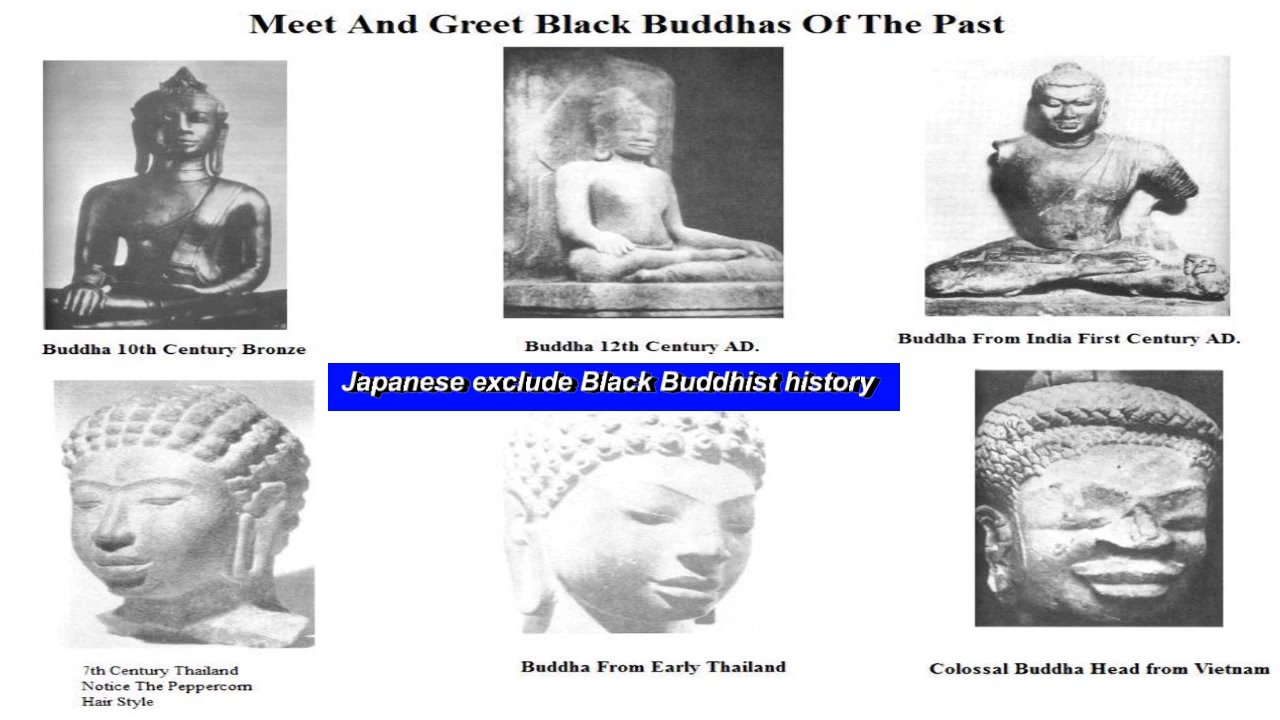 Meet And Greet Black Buddhas Of The Past
Buddha 10th Century Bronze
Buddha 12th Century AD.
Buddha From India First Century AD.
Japanese exclude Black Buddhist history
7th Century Thailand
Notice The Peppercorn
Hair Style
Buddha From Early Thailand
Colossal Buddha Head from Vietnam